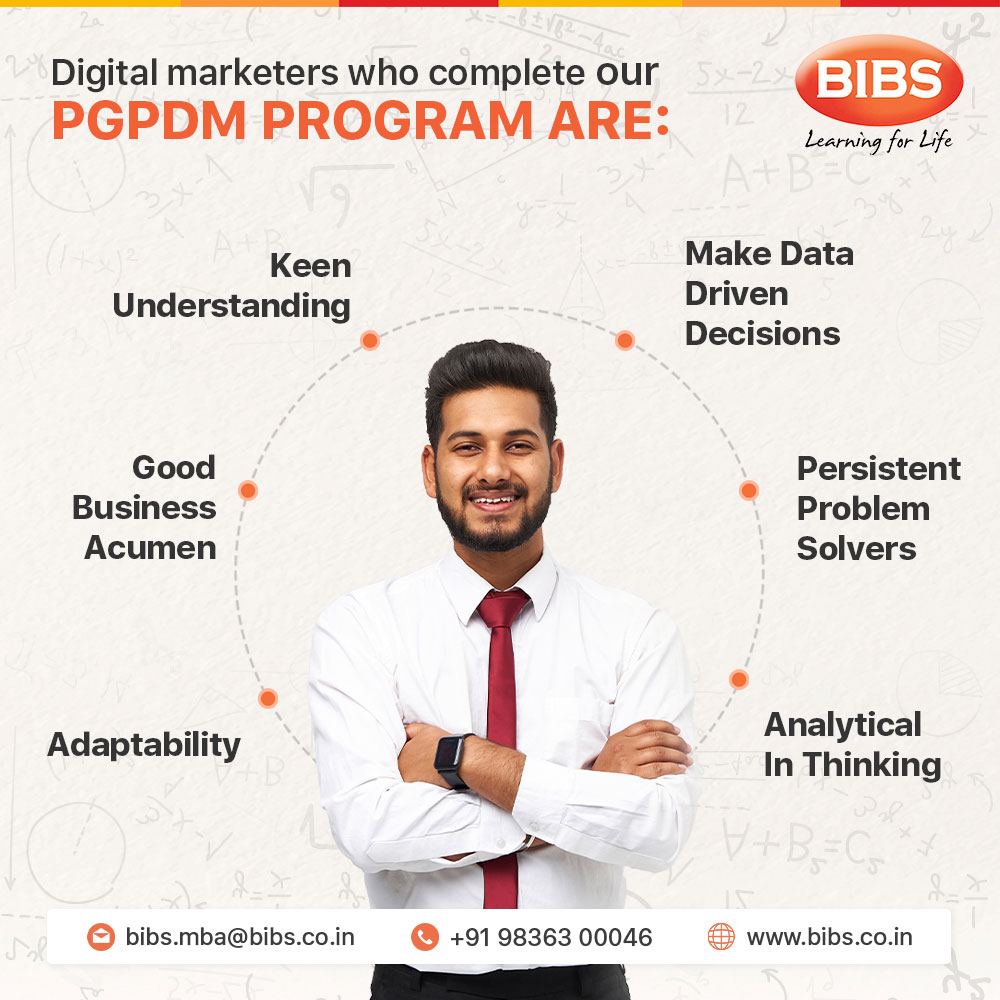 Digital marketers who complete our
PGPDM PROGRAM ARE:
BIBS
Learning for Life
Keen
Understanding
Make Data
Driven
Decisions
Good
Business
Acumen
Persistent
Problem
Solvers
Adaptability
Analytical
In Thinking
bibs.mba@bibs.co.in
+91 98363 00046
www.bibs.co.in